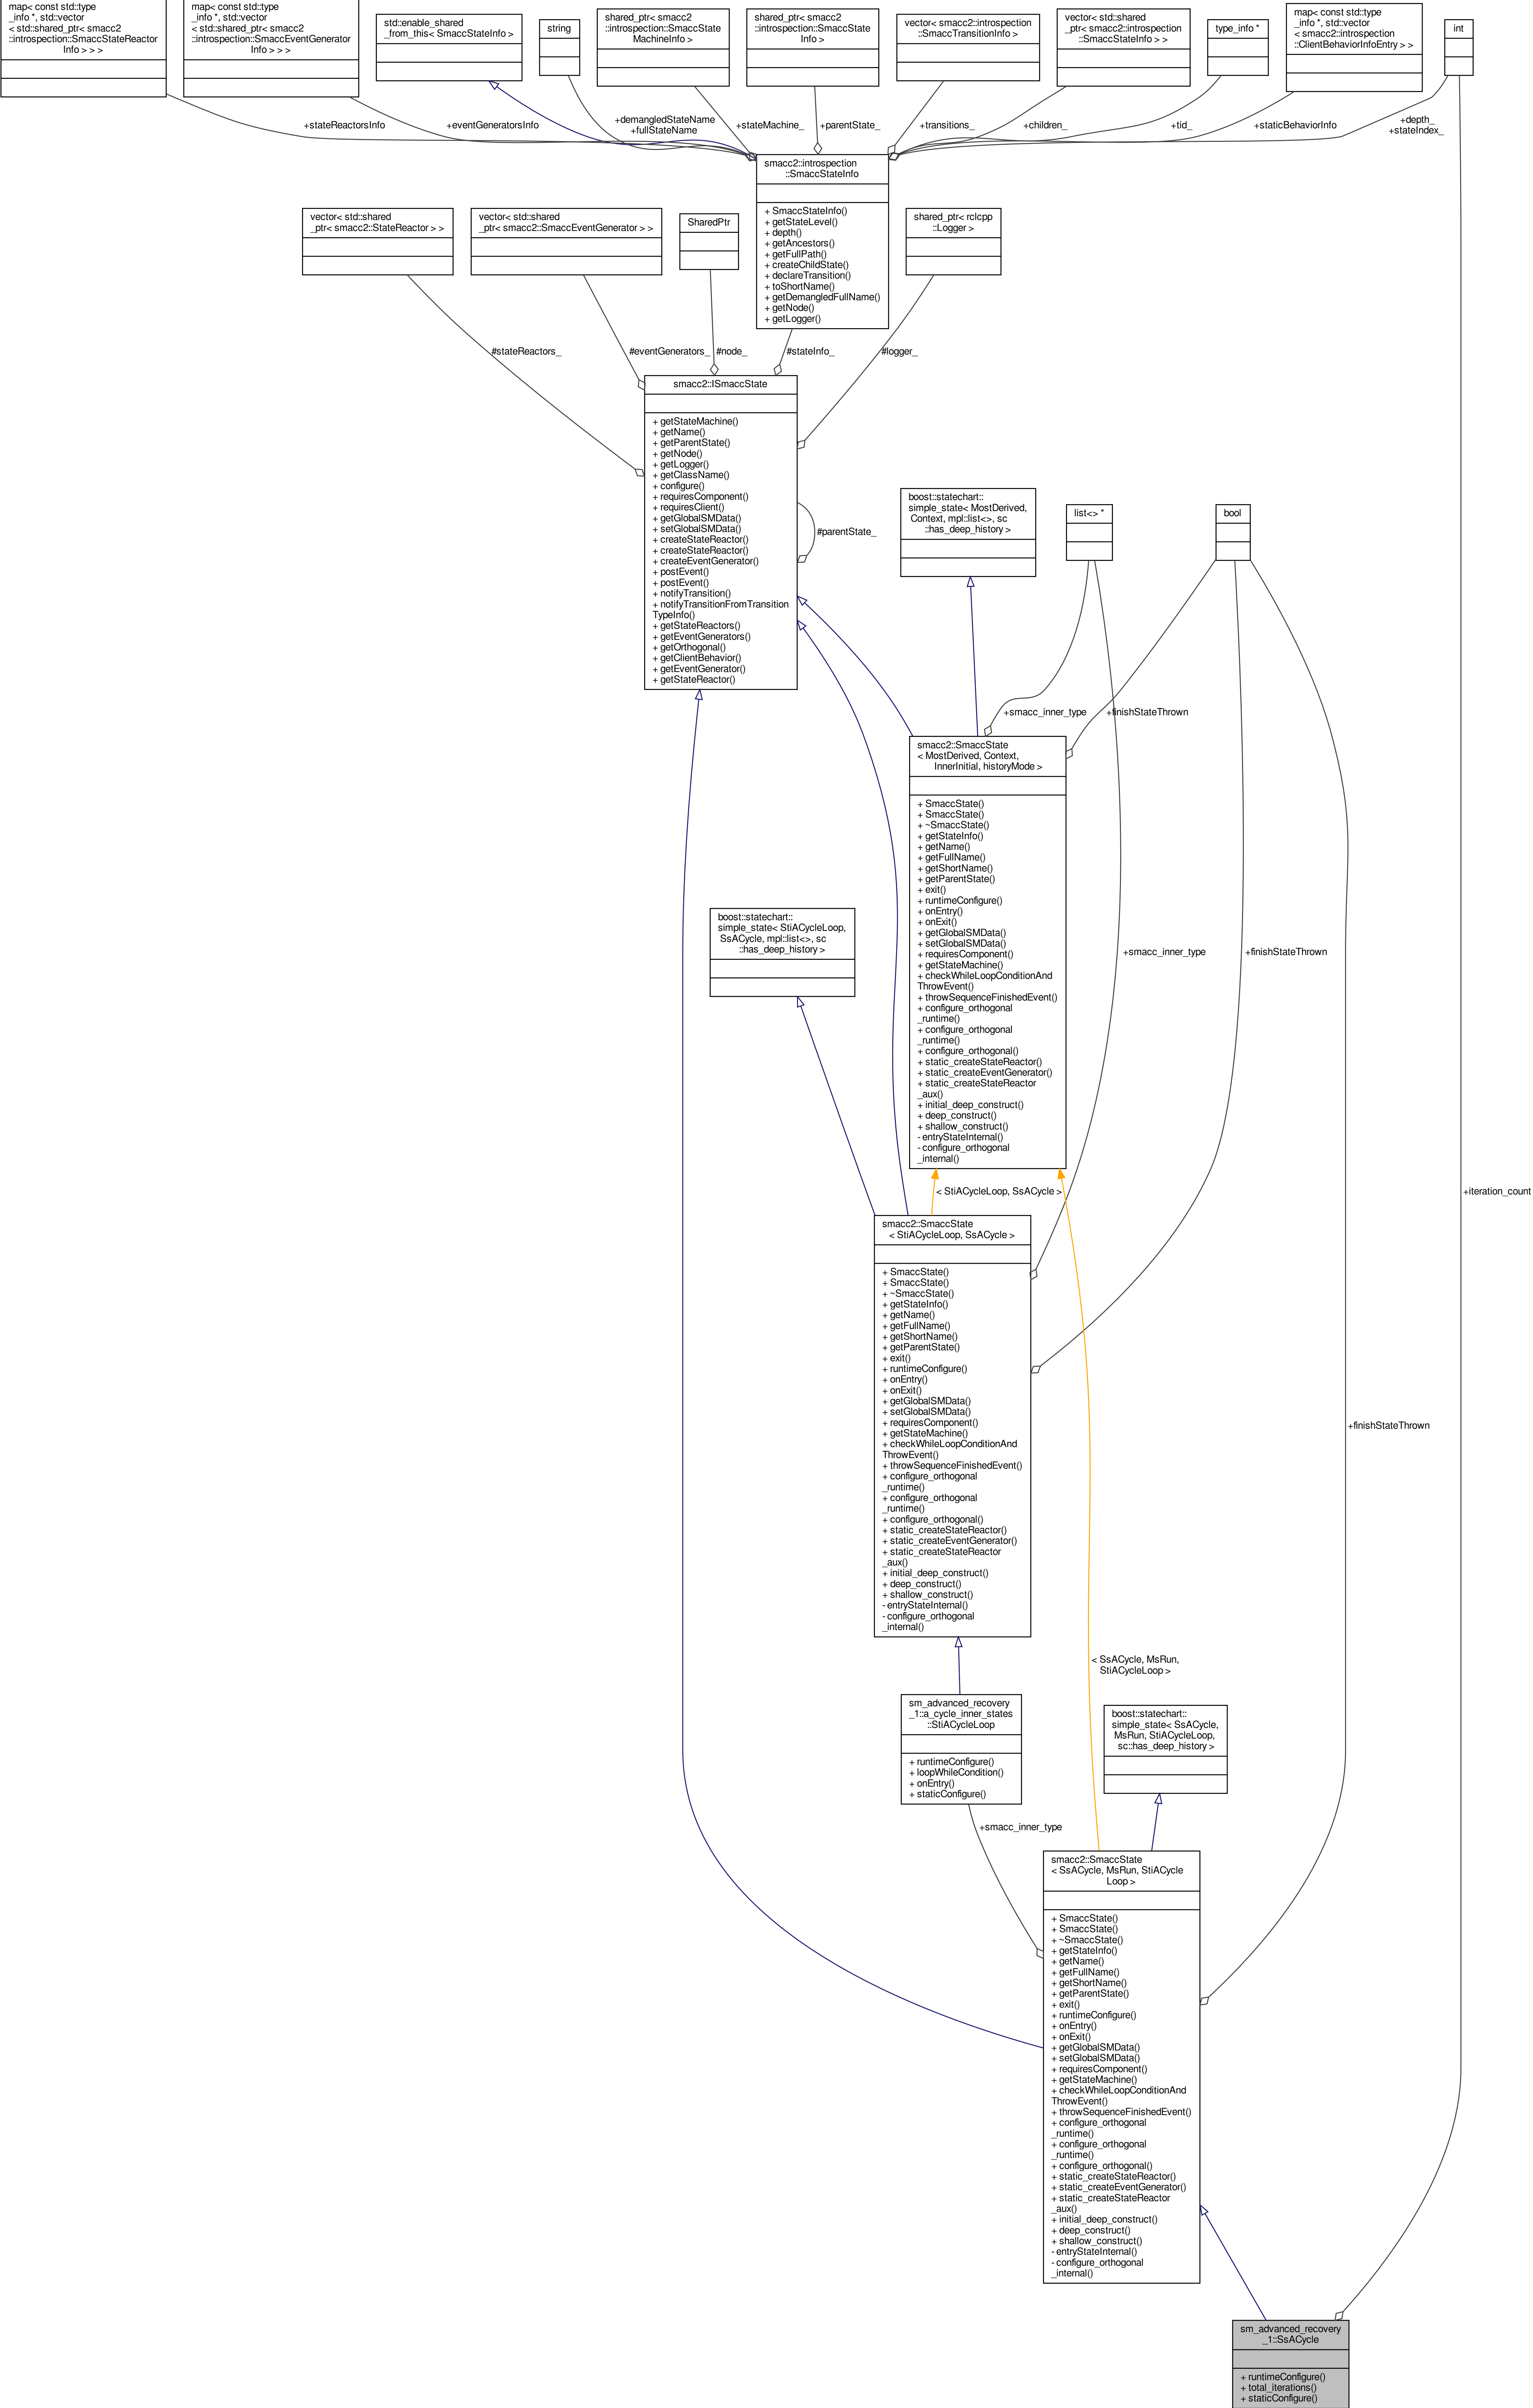 map< const std::type
_info *, std::vector
< std::shared_ptr< smacc2
::introspection::SmaccStateReactor
Info > > >
map< const std::type
_info *, std::vector
< std::shared_ptr< smacc2
::introspection::SmaccEventGenerator
Info > > >
std::enable_shared
_from_this< SmaccStateInfo >
string
shared_ptr< smacc2
::introspection::SmaccState
MachineInfo >
shared_ptr< smacc2
::introspection::SmaccState
Info >
vector< smacc2::introspection
::SmaccTransitionInfo >
vector< std::shared
_ptr< smacc2::introspection
::SmaccStateInfo > >
type_info *
map< const std::type
_info *, std::vector
< smacc2::introspection
::ClientBehaviorInfoEntry > >
int
+stateReactorsInfo
+eventGeneratorsInfo
+demangledStateName
+fullStateName
+stateMachine_
+parentState_
+transitions_
+children_
+tid_
+staticBehaviorInfo
+depth_
+stateIndex_
smacc2::introspection
::SmaccStateInfo
+ SmaccStateInfo()
+ getStateLevel()
+ depth()
+ getAncestors()
+ getFullPath()
+ createChildState()
+ declareTransition()
+ toShortName()
+ getDemangledFullName()
+ getNode()
+ getLogger()
vector< std::shared
_ptr< smacc2::StateReactor > >
vector< std::shared
_ptr< smacc2::SmaccEventGenerator > >
SharedPtr
shared_ptr< rclcpp
::Logger >
#stateReactors_
#eventGenerators_
#node_
#stateInfo_
#logger_
smacc2::ISmaccState
+ getStateMachine()
+ getName()
+ getParentState()
+ getNode()
+ getLogger()
+ getClassName()
+ configure()
+ requiresComponent()
+ requiresClient()
+ getGlobalSMData()
+ setGlobalSMData()
+ createStateReactor()
+ createStateReactor()
+ createEventGenerator()
+ postEvent()
+ postEvent()
+ notifyTransition()
+ notifyTransitionFromTransition
TypeInfo()
+ getStateReactors()
+ getEventGenerators()
+ getOrthogonal()
+ getClientBehavior()
+ getEventGenerator()
+ getStateReactor()
#parentState_
boost::statechart::
simple_state< MostDerived,
Context, mpl::list<>, sc
::has_deep_history >
list<> *
bool
+smacc_inner_type
+finishStateThrown
smacc2::SmaccState
< MostDerived, Context,
InnerInitial, historyMode >
+ SmaccState()
+ SmaccState()
+ ~SmaccState()
+ getStateInfo()
+ getName()
+ getFullName()
+ getShortName()
+ getParentState()
+ exit()
+ runtimeConfigure()
+ onEntry()
+ onExit()
+ getGlobalSMData()
+ setGlobalSMData()
+ requiresComponent()
+ getStateMachine()
+ checkWhileLoopConditionAnd
ThrowEvent()
+ throwSequenceFinishedEvent()
+ configure_orthogonal
_runtime()
+ configure_orthogonal
_runtime()
+ configure_orthogonal()
+ static_createStateReactor()
+ static_createEventGenerator()
+ static_createStateReactor
_aux()
+ initial_deep_construct()
+ deep_construct()
+ shallow_construct()
- entryStateInternal()
- configure_orthogonal
_internal()
boost::statechart::
simple_state< StiACycleLoop,
SsACycle, mpl::list<>, sc
::has_deep_history >
+smacc_inner_type
+finishStateThrown
< StiACycleLoop, SsACycle >
+iteration_count
smacc2::SmaccState
< StiACycleLoop, SsACycle >
+ SmaccState()
+ SmaccState()
+ ~SmaccState()
+ getStateInfo()
+ getName()
+ getFullName()
+ getShortName()
+ getParentState()
+ exit()
+ runtimeConfigure()
+ onEntry()
+ onExit()
+ getGlobalSMData()
+ setGlobalSMData()
+ requiresComponent()
+ getStateMachine()
+ checkWhileLoopConditionAnd
ThrowEvent()
+ throwSequenceFinishedEvent()
+ configure_orthogonal
_runtime()
+ configure_orthogonal
_runtime()
+ configure_orthogonal()
+ static_createStateReactor()
+ static_createEventGenerator()
+ static_createStateReactor
_aux()
+ initial_deep_construct()
+ deep_construct()
+ shallow_construct()
- entryStateInternal()
- configure_orthogonal
_internal()
+finishStateThrown
< SsACycle, MsRun,
StiACycleLoop >
sm_advanced_recovery
_1::a_cycle_inner_states
::StiACycleLoop
+ runtimeConfigure()
+ loopWhileCondition()
+ onEntry()
+ staticConfigure()
boost::statechart::
simple_state< SsACycle,
MsRun, StiACycleLoop,
sc::has_deep_history >
+smacc_inner_type
smacc2::SmaccState
< SsACycle, MsRun, StiACycle
Loop >
+ SmaccState()
+ SmaccState()
+ ~SmaccState()
+ getStateInfo()
+ getName()
+ getFullName()
+ getShortName()
+ getParentState()
+ exit()
+ runtimeConfigure()
+ onEntry()
+ onExit()
+ getGlobalSMData()
+ setGlobalSMData()
+ requiresComponent()
+ getStateMachine()
+ checkWhileLoopConditionAnd
ThrowEvent()
+ throwSequenceFinishedEvent()
+ configure_orthogonal
_runtime()
+ configure_orthogonal
_runtime()
+ configure_orthogonal()
+ static_createStateReactor()
+ static_createEventGenerator()
+ static_createStateReactor
_aux()
+ initial_deep_construct()
+ deep_construct()
+ shallow_construct()
- entryStateInternal()
- configure_orthogonal
_internal()
sm_advanced_recovery
_1::SsACycle
+ runtimeConfigure()
+ total_iterations()
+ staticConfigure()